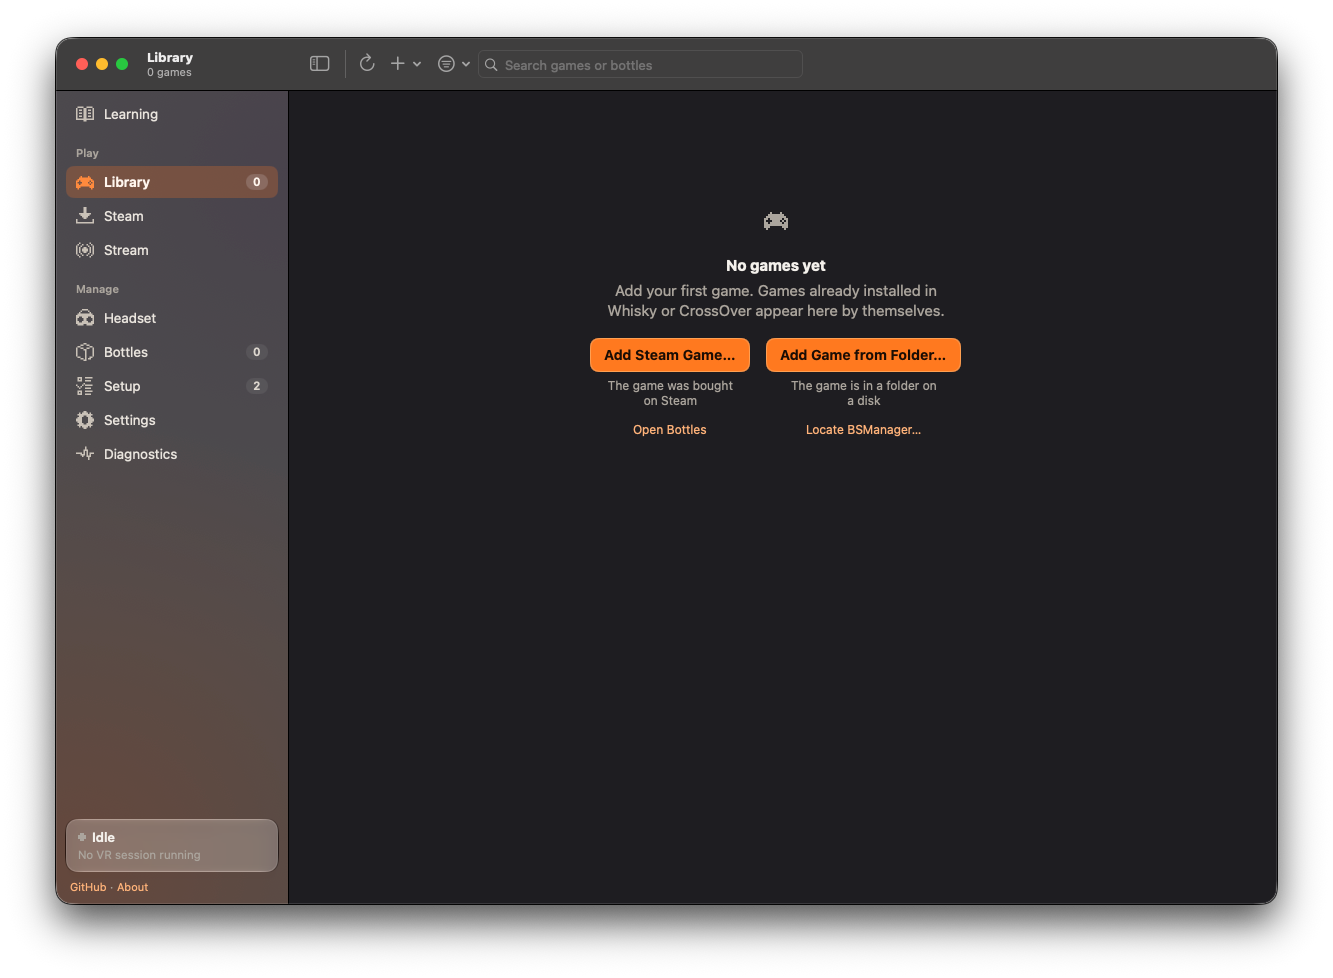 Library
0 games
Search games or bottles
Learning
Play
Library 0
Steam
Stream
Manage
Headset
Bottles 0
Setup 2
Settings
Diagnostics
Idle
No VR session running
GitHub · About
No games yet
Add your first game. Games already installed in
Whisky or CrossOver appear here by themselves.
Add Steam Game...
The game was bought
on Steam
Open Bottles
Add Game from Folder...
The game is in a folder on
a disk
Locate BSManager...